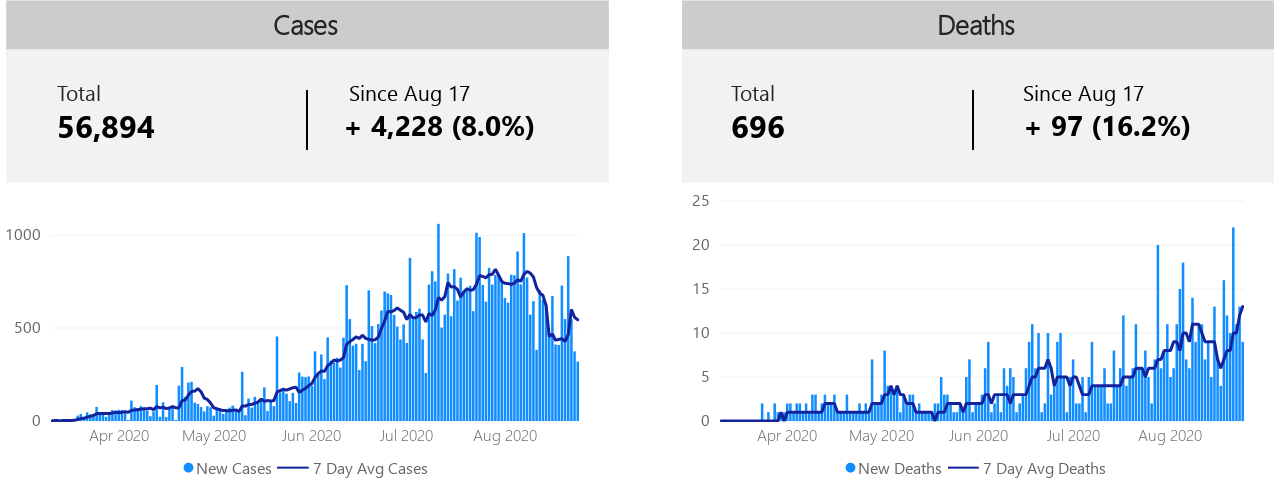 Cases
Total
56,894
Since Aug 17
+ 4,228 (8.0%)
1000
500
0
Apr 2020 May 2020 Jun 2020 Jul 2020 Aug 2020
New Cases 7 Day Avg Cases
Deaths
Total
696
Since Aug 17
+ 97 (16.2%)
25
20
15
10
5
0
Apr 2020 May 2020 Jun 2020 Jul 2020 Aug 2020
New Deaths 7 Day Avg Deaths